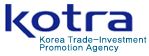 kotra
Korea Trade-Investment
Promotion Agency